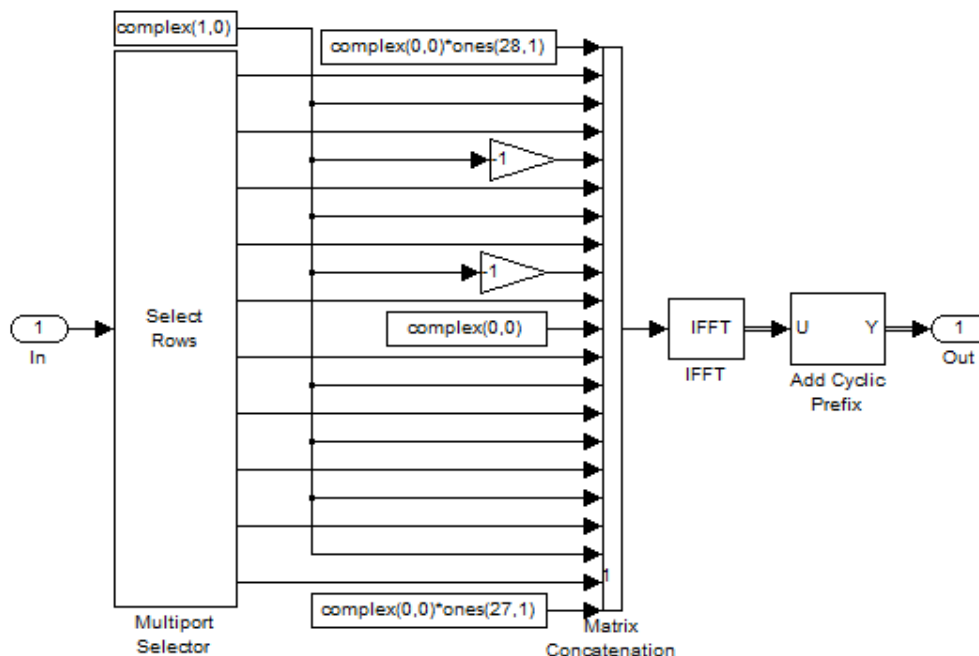 complex(1,0)
complex(0,0)*ones(28,1)
-1
-1
1
In
Select
Rows
complex(0,0)
IFFT
IFFT
U
Y
Add Cyclic
Prefix
1
Out
1
complex(0,0)*ones(27,1)
Multiport
Selector
Matrix
Concatenation